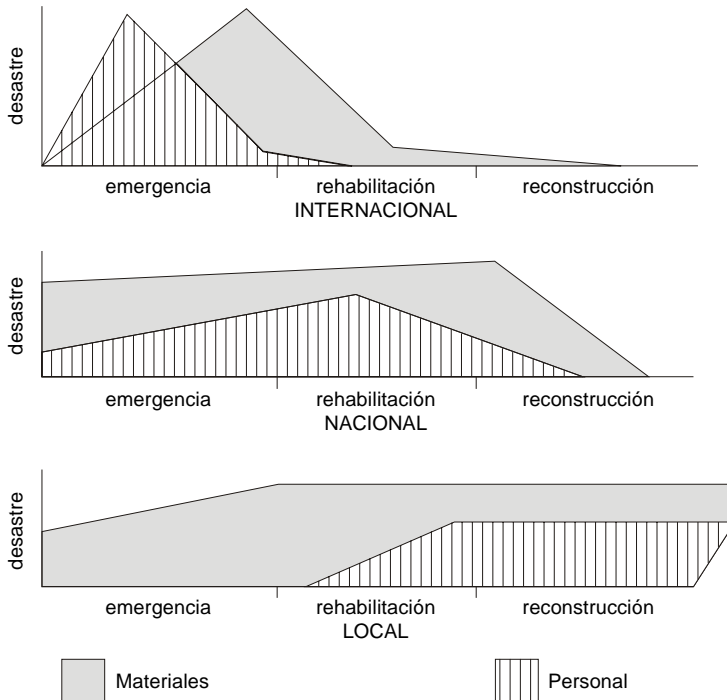 desastre
emergencia rehabilitación reconstrucción
INTERNACIONAL
desastre
emergencia rehabilitación reconstrucción
NACIONAL
desastre
emergencia rehabilitación reconstrucción
LOCAL
Materiales Personal